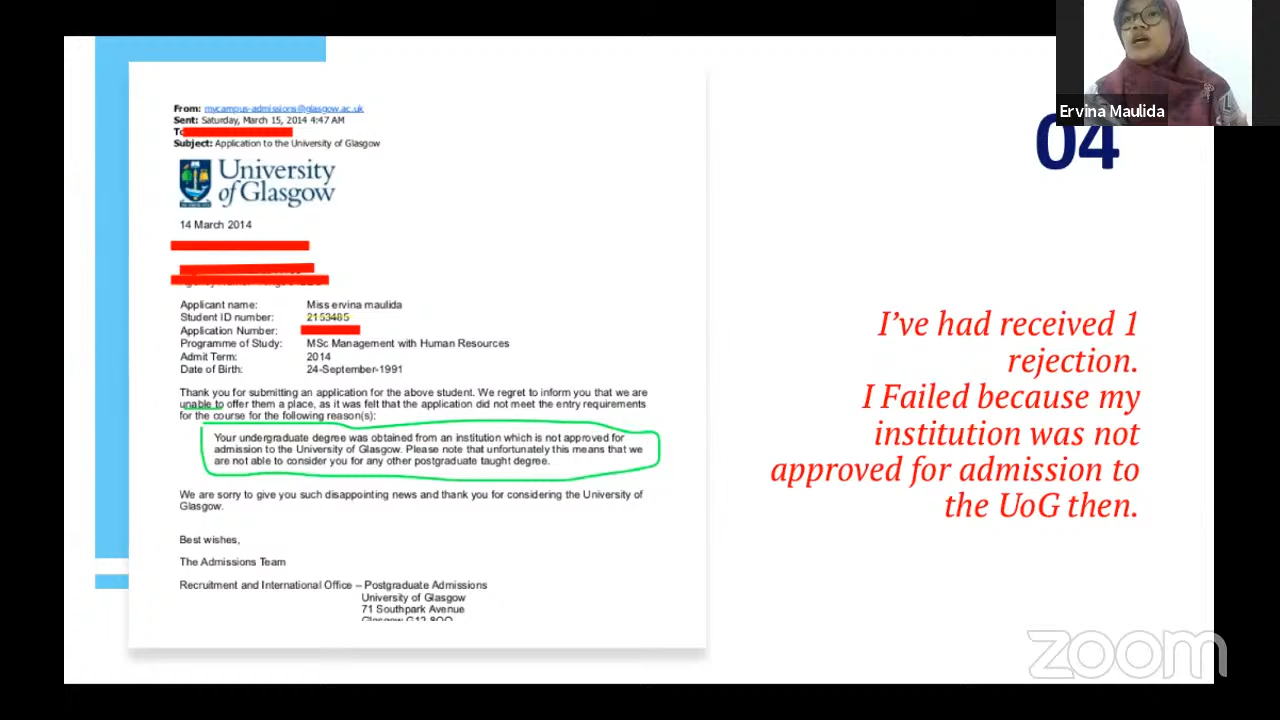 From: mycampus-admissions@glasgow.ac.uk
Sent: Saturday, March 15, 2014 4:47 AM
To
Subject: Application to the University of Glasgow
University
of Glasgow
14 March 2014
Applicant name: Miss ervina maulida
Student ID number: 2153485
Application Number:
Programme of Study: MSc Management with Human Resources
Admit Term: 2014
Date of Birth: 24-September-1991
Thank you for submitting an application for the above student. We regret to inform you that we are
unable to offer them a place, as it was felt that the application did not meet the entry requirements
for the course for the following reason(s):
Your undergraduate degree was obtained from an institution which is not approved for
admission to the University of Glasgow. Please note that unfortunately this means that we
are not able to consider you for any other postgraduate taught degree.
We are sorry to give you such disappointing news and thank you for considering the University of
Glasgow.
Best wishes,
The Admissions Team
Recruitment and International Office – Postgraduate Admissions
University of Glasgow
71 Southpark Avenue
Glasgow G12 8QQ
Ervina Maulida
04
I've had received 1
rejection.
I Failed because my
institution was not
approved for admission to
the UoG then.
zoom